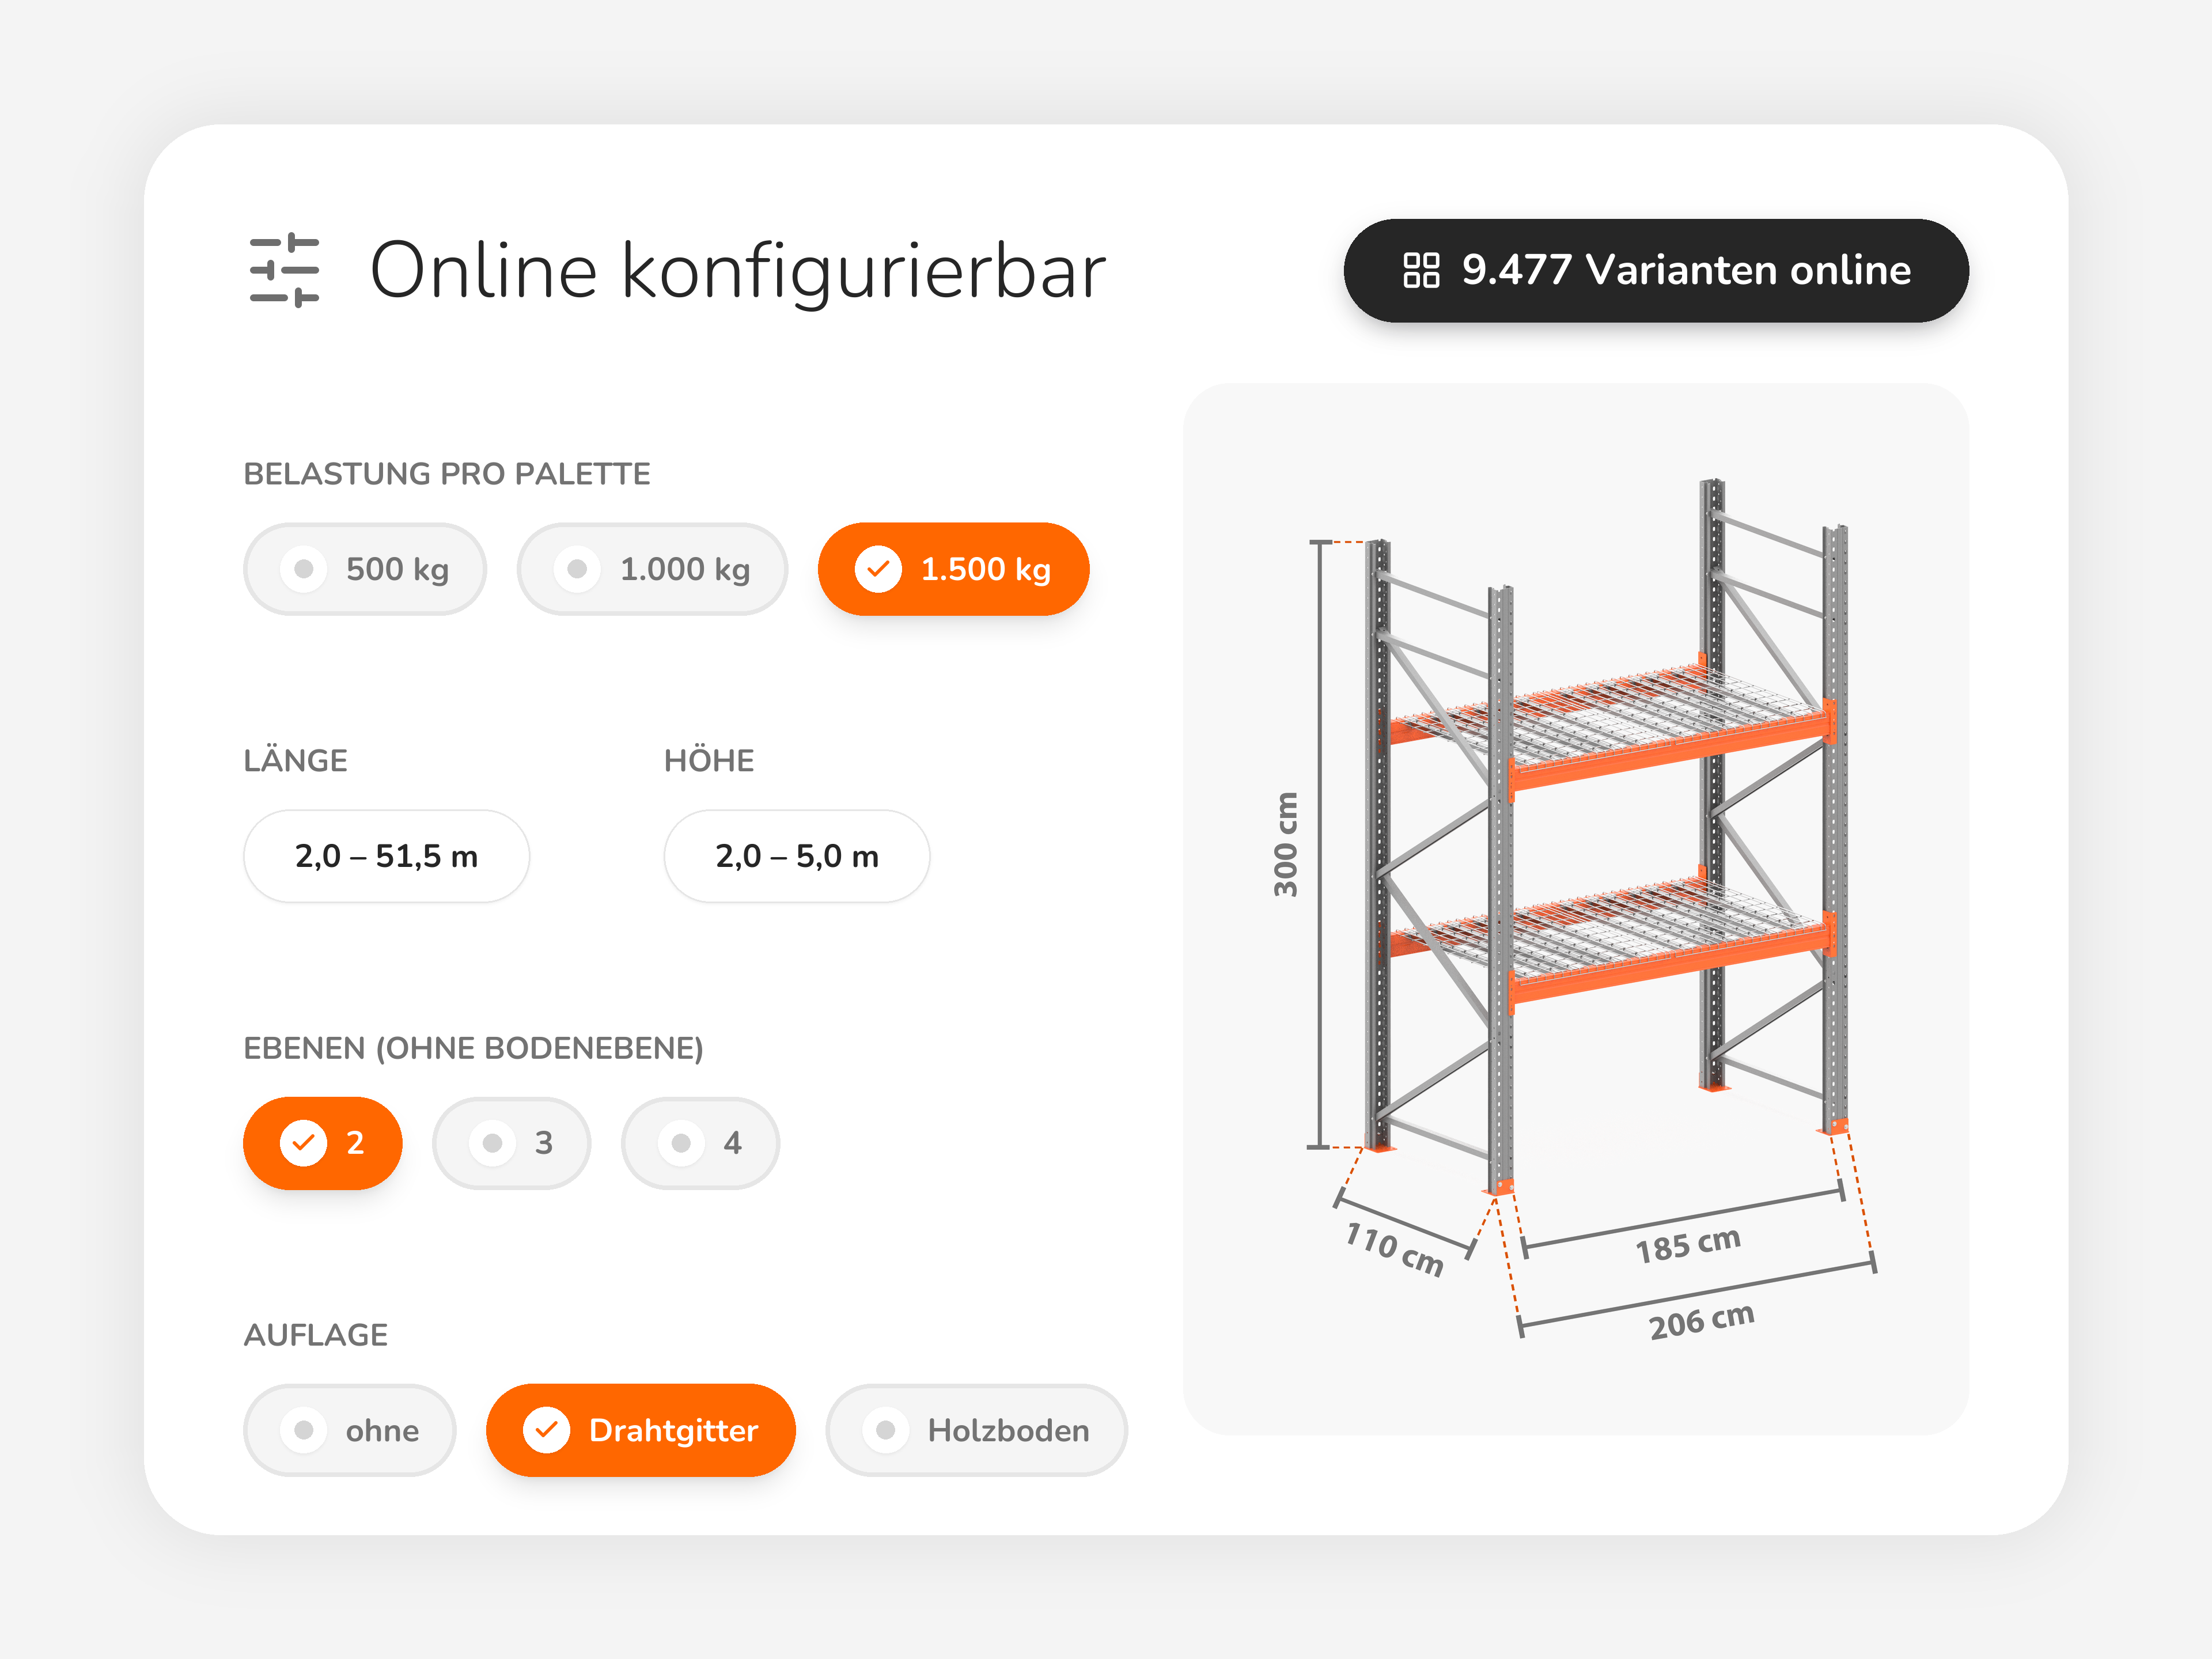 Online konfigurierbar
9.477 Varianten online
BELASTUNG PRO PALETTE
500 kg
1.000 kg
1.500 kg
LÄNGE
HÖHE
2,0 – 51,5 m
2,0 – 5,0 m
EBENEN (OHNE BODENEBENE)
2
3
4
AUFLAGE
ohne
Drahtgitter
Holzboden
300 cm
110 cm
185 cm
206 cm